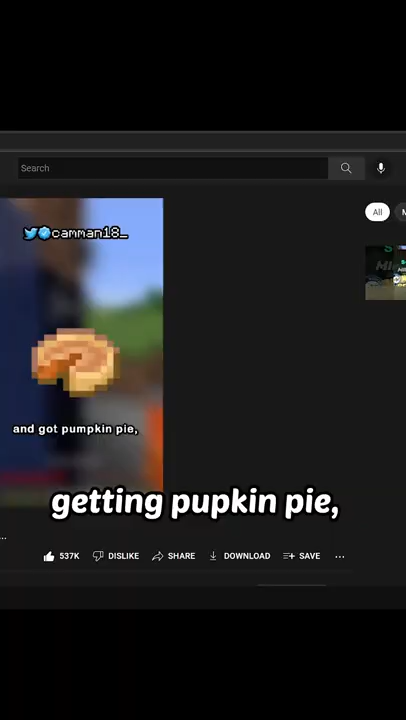 Search
All
camman18_
and got pumpkin pie,
getting pupkin pie,
...
537K
DISLIKE
SHARE
DOWNLOAD
SAVE
...